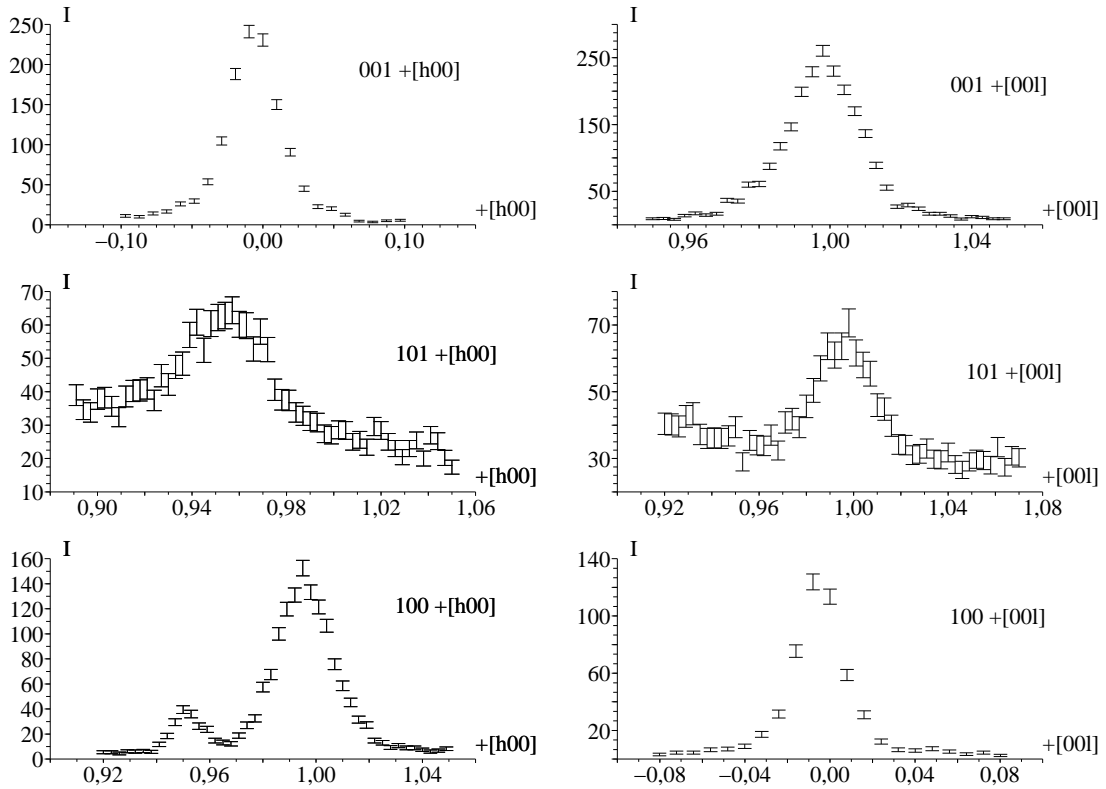 I
250
200
150
100
50
0
001 +[h00]
+[h00]
−0,10 0,00 0,10
I
250
150
50
001 +[00l]
+[00l]
0,96 1,00 1,04
I
70
60
50
40
30
20
10
101 +[h00]
+[h00]
0,90 0,94 0,98 1,02 1,06
I
70
50
30
101 +[00l]
+[00l]
0,92 0,96 1,00 1,04 1,08
I
160
140
120
100
80
60
40
20
0
100 +[h00]
+[h00]
0,92 0,96 1,00 1,04
I
140
100
60
20
100 +[00l]
+[00l]
−0,08 −0,04 0,00 0,04 0,08